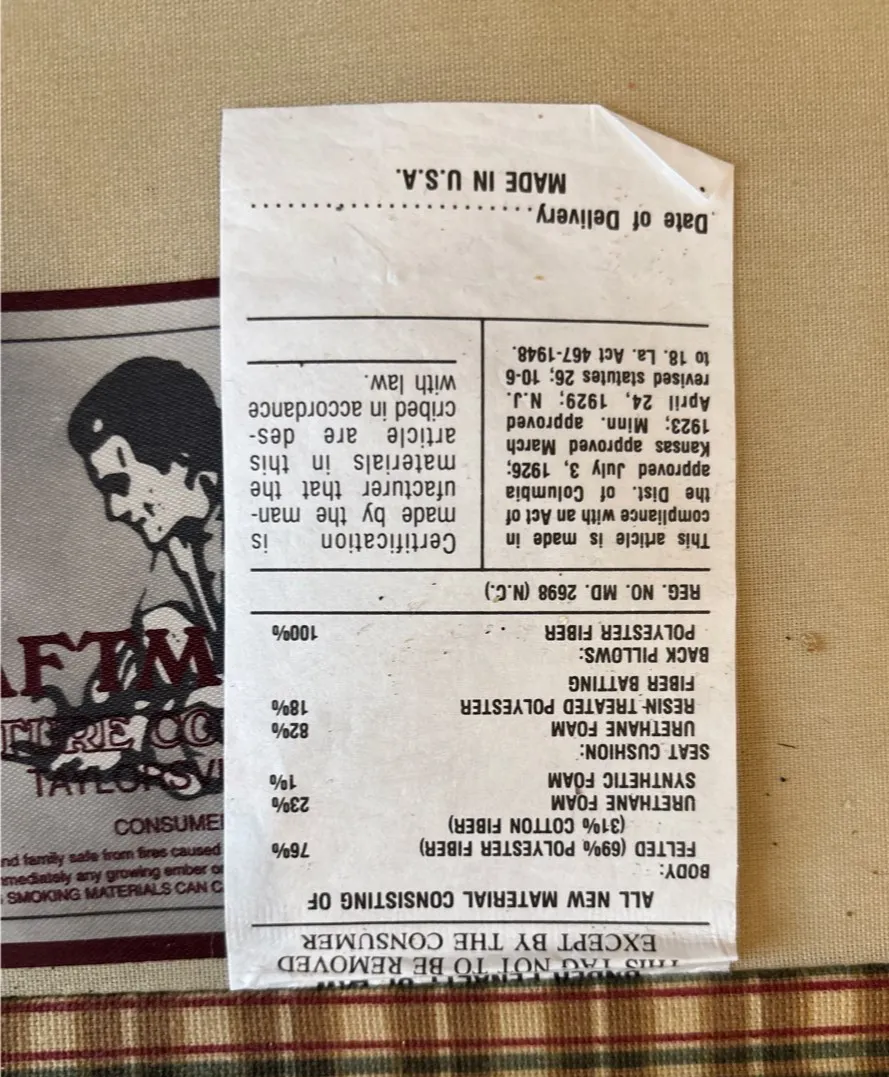 UNDER PENALTY OF LAW
THIS TAG NOT TO BE REMOVED
EXCEPT BY THE CONSUMER
ALL NEW MATERIAL CONSISTING OF
BODY:
FELTED (69% POLYESTER FIBER) 76%
(31% COTTON FIBER)
URETHANE FOAM 23%
SYNTHETIC FOAM 1%
SEAT CUSHION:
URETHANE FOAM 82%
RESIN-TREATED POLYESTER 18%
FIBER BATTING
BACK PILLOWS:
POLYESTER FIBER 100%
REG. NO. MD. 2698 (N.C.)
This article is made in
compliance with an Act of
the Dist. of Columbia
approved July 3, 1926;
Kansas approved March
1923; Minn. approved
April 24, 1929; N.J.
revised statutes 26; 10-6
to 18. La. Act 467-1948.
Certification is
made by the man-
ufacturer that the
materials in this
article are des-
cribed in accordance
with law.
Date of Delivery
MADE IN U.S.A.
AFTM
TURE CO
TAYLORSVI
CONSUME
nd family safe from fires caused
mmediately any growing ember or
SMOKING MATERIALS CAN C